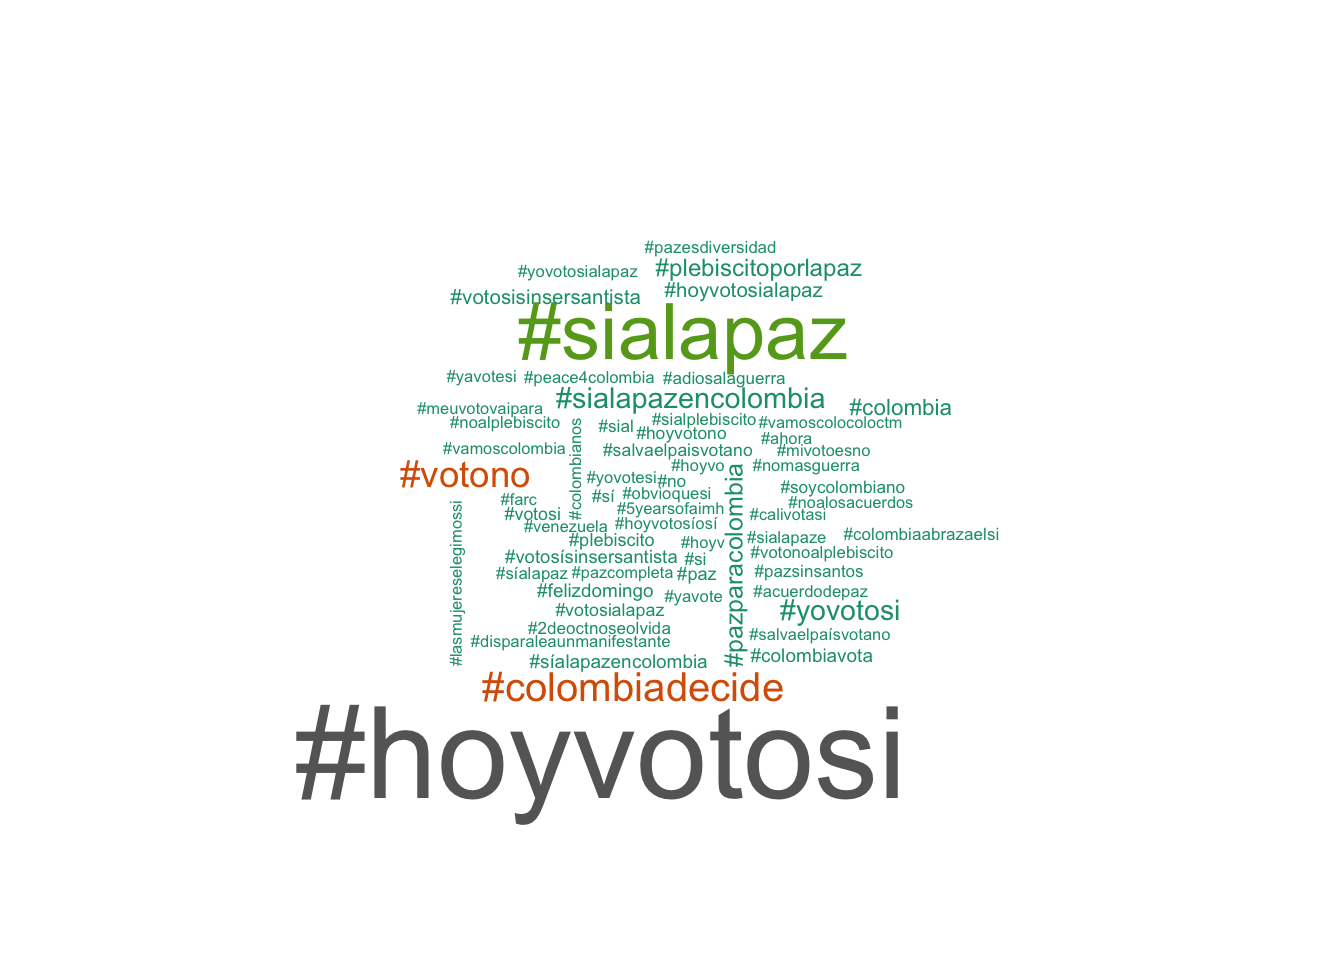 #pazesdiversidad
#yovotosialapaz
#plebiscitoporlapaz
#votosisinsersantista
#hoyvotosialapaz
#sialapaz
#yavotesi
#peace4colombia
#adiosalaguerra
#sialapazencolombia
#colombia
#meuvotovaipara
#noalplebiscito
#colombianos
#sial
#sialplebiscito
#vamoscolocoloctm
#hoyvotono
#ahora
#vamoscolombia
#salvaelpaisvotano
#mivotoesno
#votono
#hoyvo
#nomasguerra
#yovotesi
#no
#pazparacolombia
#soycolombiano
#farc
#sí
#obvioquesi
#noalosacuerdos
#lasmujereselegimossi
#votosi
#5yearsofaimh
#calivotasi
#venezuela
#hoyvotosíosí
#plebiscito
#hoyv
#sialapaze
#colombiaabrazaelsi
#votosísinsersantista
#si
#votonoalplebiscito
#síalapaz
#pazcompleta
#paz
#pazsinsantos
#felizdomingo
#yavote
#acuerdodepaz
#votosialapaz
#yovotosi
#2deoctnoseolvida
#disparaleaunmanifestante
#salvaelpaísvotano
#síalapazencolombia
#colombiavota
#colombiadecide
#hoyvotosi